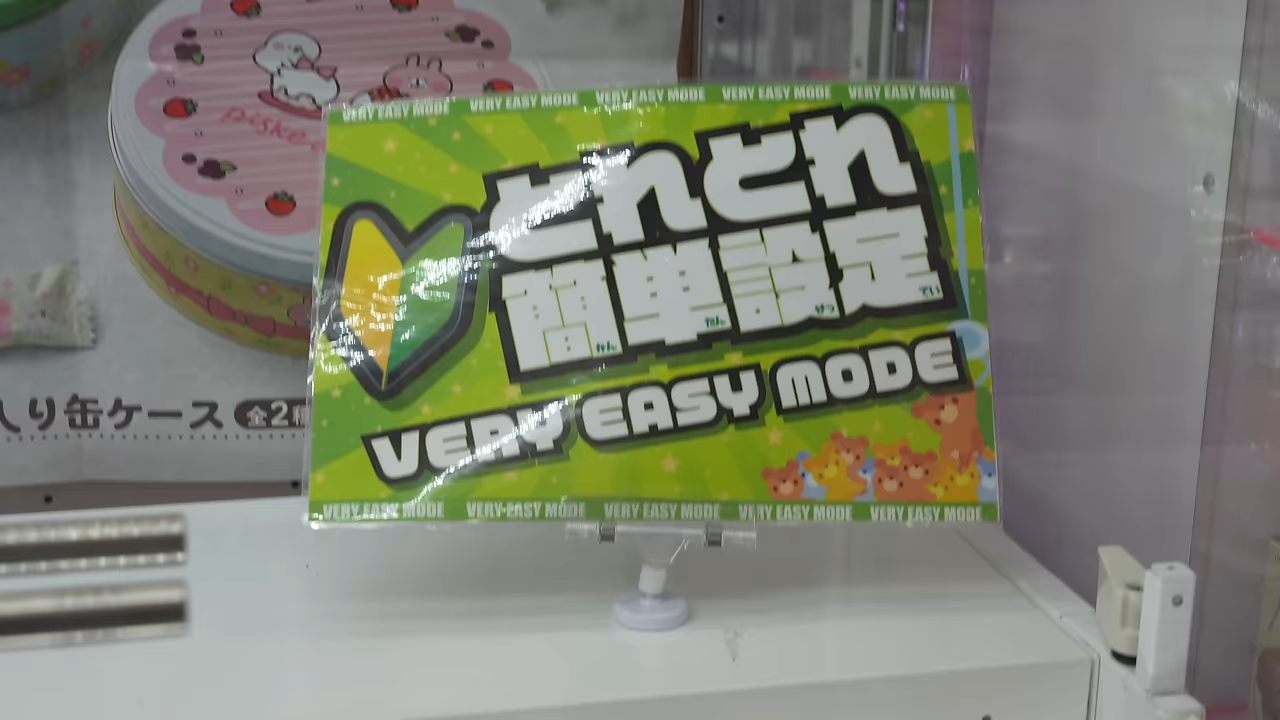 VERY EASY MODE VERY EASY MODE VERY EASY MODE VERY EASY MODE VERY EASY MODE
とれとれ
簡単設定
かん たん せっ てい
VERY EASY MODE
VERY EASY MODE VERY EASY MODE VERY EASY MODE VERY EASY MODE VERY EASY MODE
piske
入り缶ケース 全2種